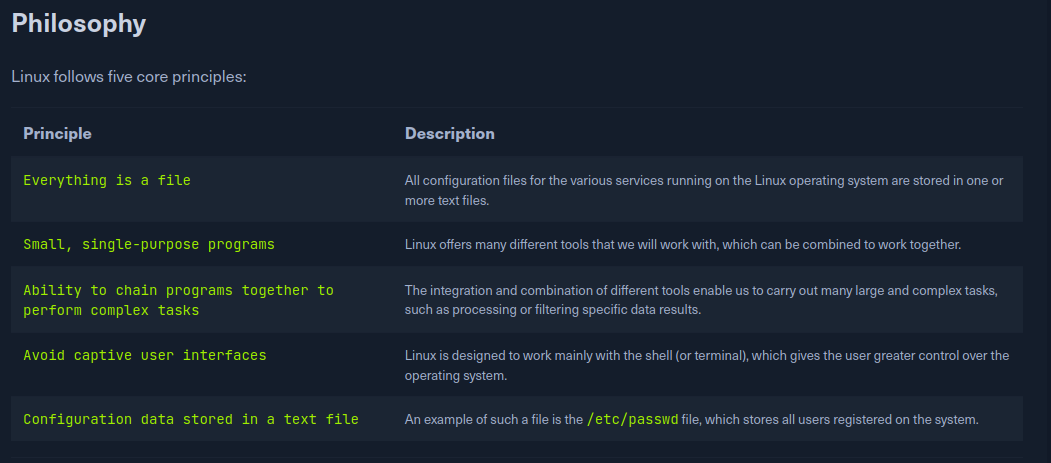 Philosophy
Linux follows five core principles:
Principle
Description
Everything is a file
All configuration files for the various services running on the Linux operating system are stored in one or
more text files.
Small, single-purpose programs
Linux offers many different tools that we will work with, which can be combined to work together.
Ability to chain programs together to
perform complex tasks
The integration and combination of different tools enable us to carry out many large and complex tasks,
such as processing or filtering specific data results.
Avoid captive user interfaces
Linux is designed to work mainly with the shell (or terminal), which gives the user greater control over the
operating system.
Configuration data stored in a text file
An example of such a file is the /etc/passwd file, which stores all users registered on the system.